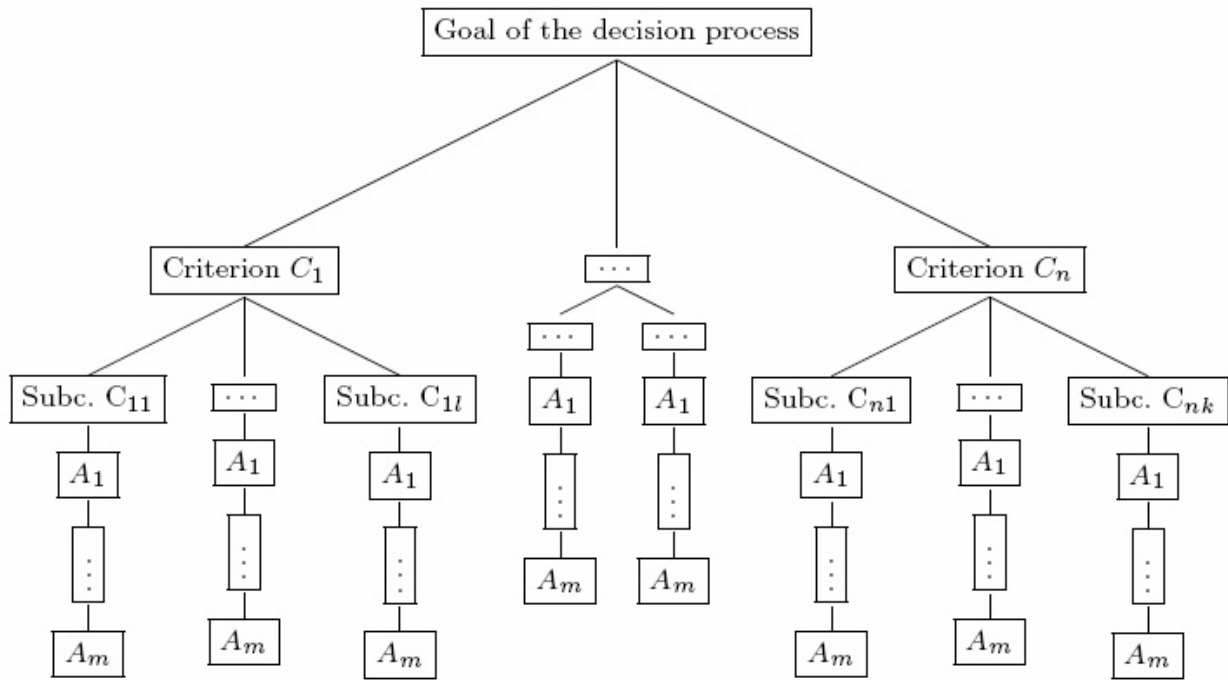 Goal of the decision process
Criterion C₁
· · ·
Criterion Cₙ
· · · · · ·
Subc. C₁₁ · · · Subc. C₁ₗ
A₁ A₁
Subc. Cₙ₁ · · · Subc. Cₙₖ
A₁ A₁ A₁
⋮ ⋮
A₁ A₁ A₁
⋮ ⋮ ⋮
Aₘ Aₘ
⋮ ⋮ ⋮
Aₘ Aₘ Aₘ
Aₘ Aₘ Aₘ